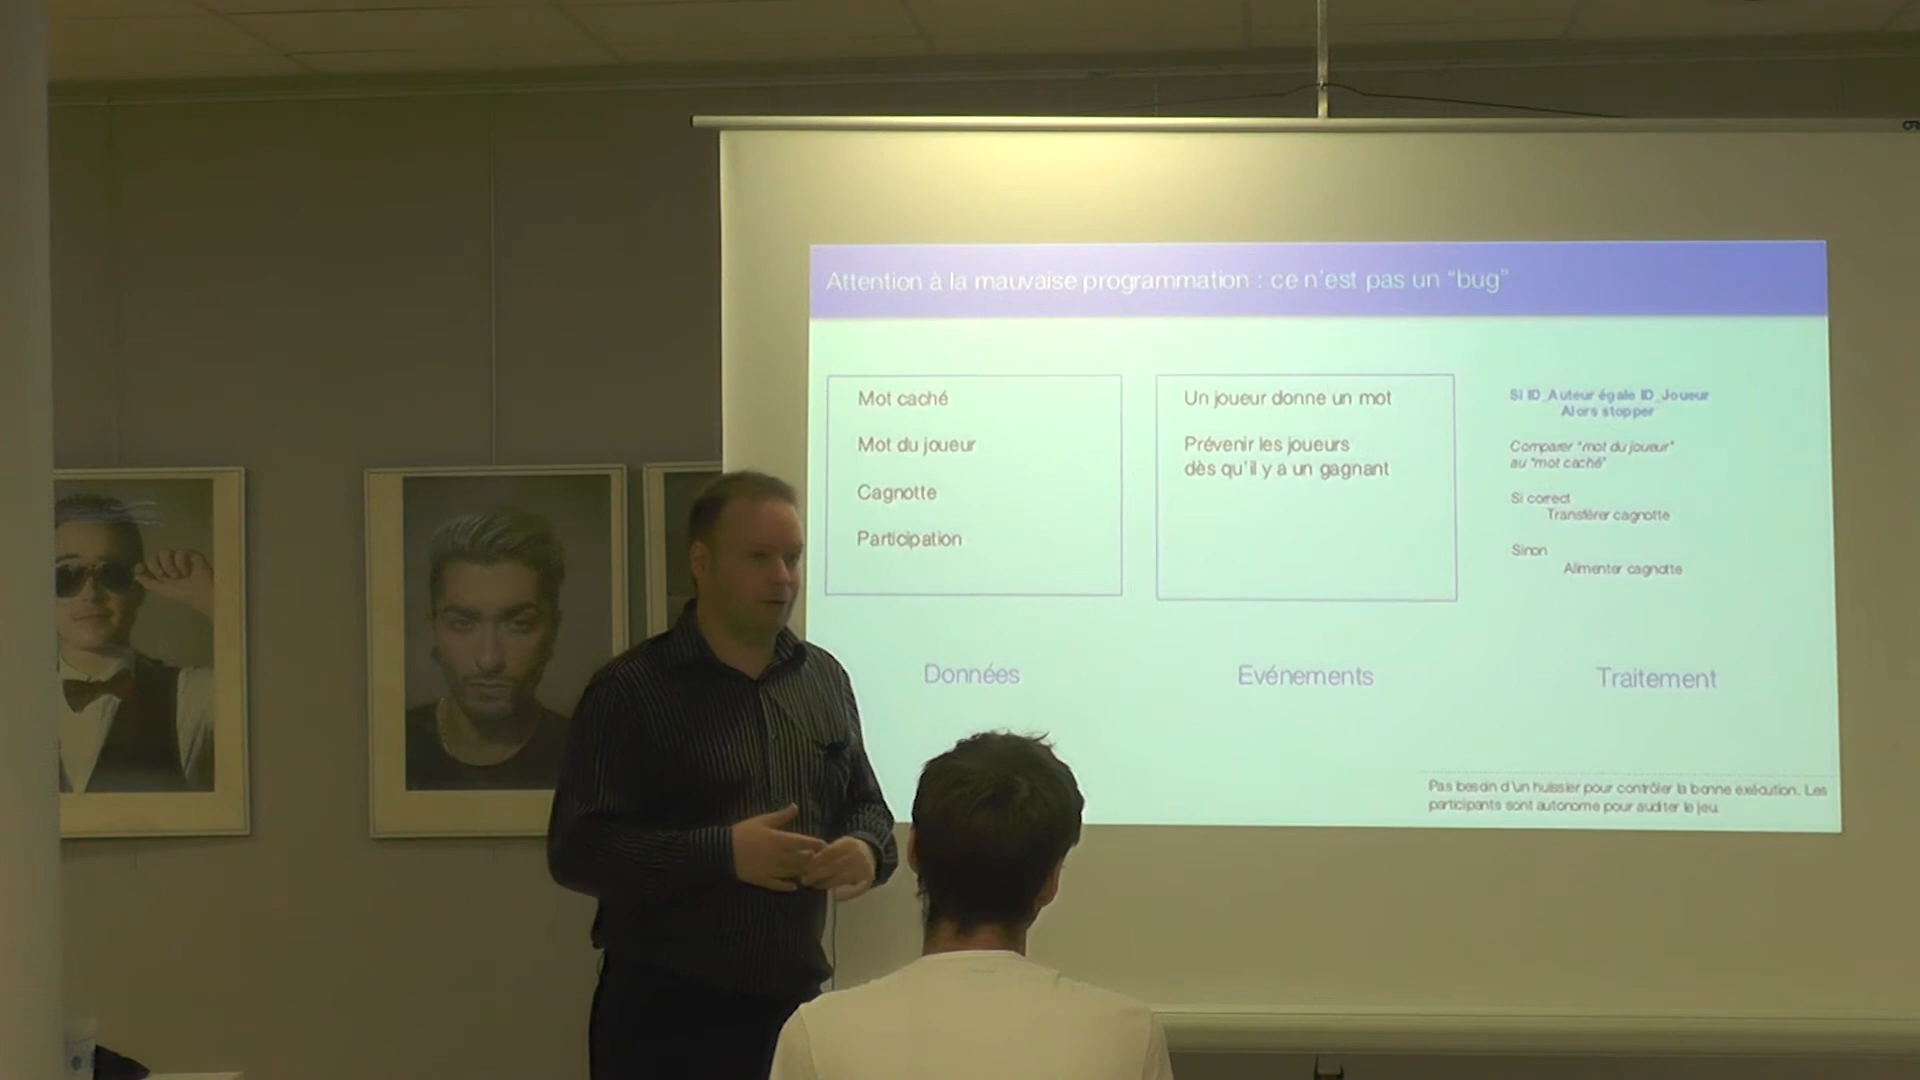 Attention à la mauvaise programmation : ce n'est pas un "bug"
Mot caché
Mot du joueur
Cagnotte
Participation
Données
Un joueur donne un mot
Prévenir les joueurs
dès qu'il y a un gagnant
Evénements
Si ID_Auteur égale ID_Joueur
Alors stopper
Comparer "mot du joueur"
au "mot caché"
Si correct
Transférer cagnotte
Sinon
Alimenter cagnotte
Traitement
Pas besoin d'un huissier pour contrôler la bonne exécution. Les
participants sont autonome pour auditer le jeu.